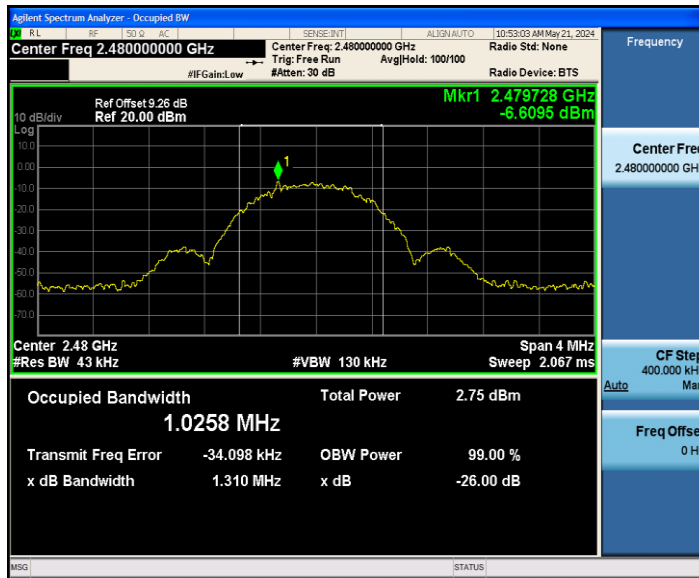 Agilent Spectrum Analyzer - Occupied BW
RL RF 50 Ω AC SENSE:INT ALIGN AUTO 10:53:03 AM May 21, 2024
Center Freq 2.480000000 GHz
Center Freq: 2.480000000 GHz
Radio Std: None
Trig: Free Run Avg|Hold: 100/100
#IFGain:Low
#Atten: 30 dB
Radio Device: BTS
Ref Offset 9.26 dB
10 dB/div Ref 20.00 dBm
Log
Mkr1 2.479728 GHz
-6.6095 dBm
10.0
0.00
1
-10.0
-20.0
-30.0
-40.0
-50.0
-60.0
-70.0
Center 2.48 GHz
Span 4 MHz
#Res BW 43 kHz
#VBW 130 kHz
Sweep 2.067 ms
Occupied Bandwidth
1.0258 MHz
Total Power 2.75 dBm
Transmit Freq Error -34.098 kHz OBW Power 99.00 %
x dB Bandwidth 1.310 MHz x dB -26.00 dB
MSG STATUS
Frequency
Center Fre
2.480000000 GH
CF Step
400.000 kH
Auto Ma
Freq Offse
0 H